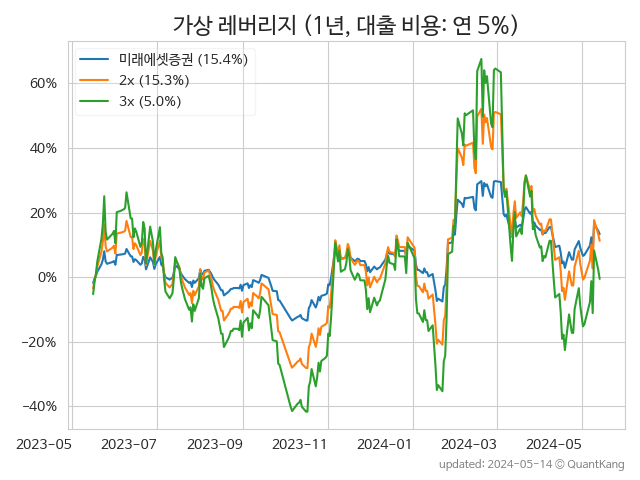 가상 레버리지 (1년, 대출 비용: 연 5%)
미래에셋증권 (15.4%)
2x (15.3%)
3x (5.0%)
60%
40%
20%
0%
−20%
−40%
2023-05 2023-07 2023-09 2023-11 2024-01 2024-03 2024-05
updated: 2024-05-14 © QuantKang